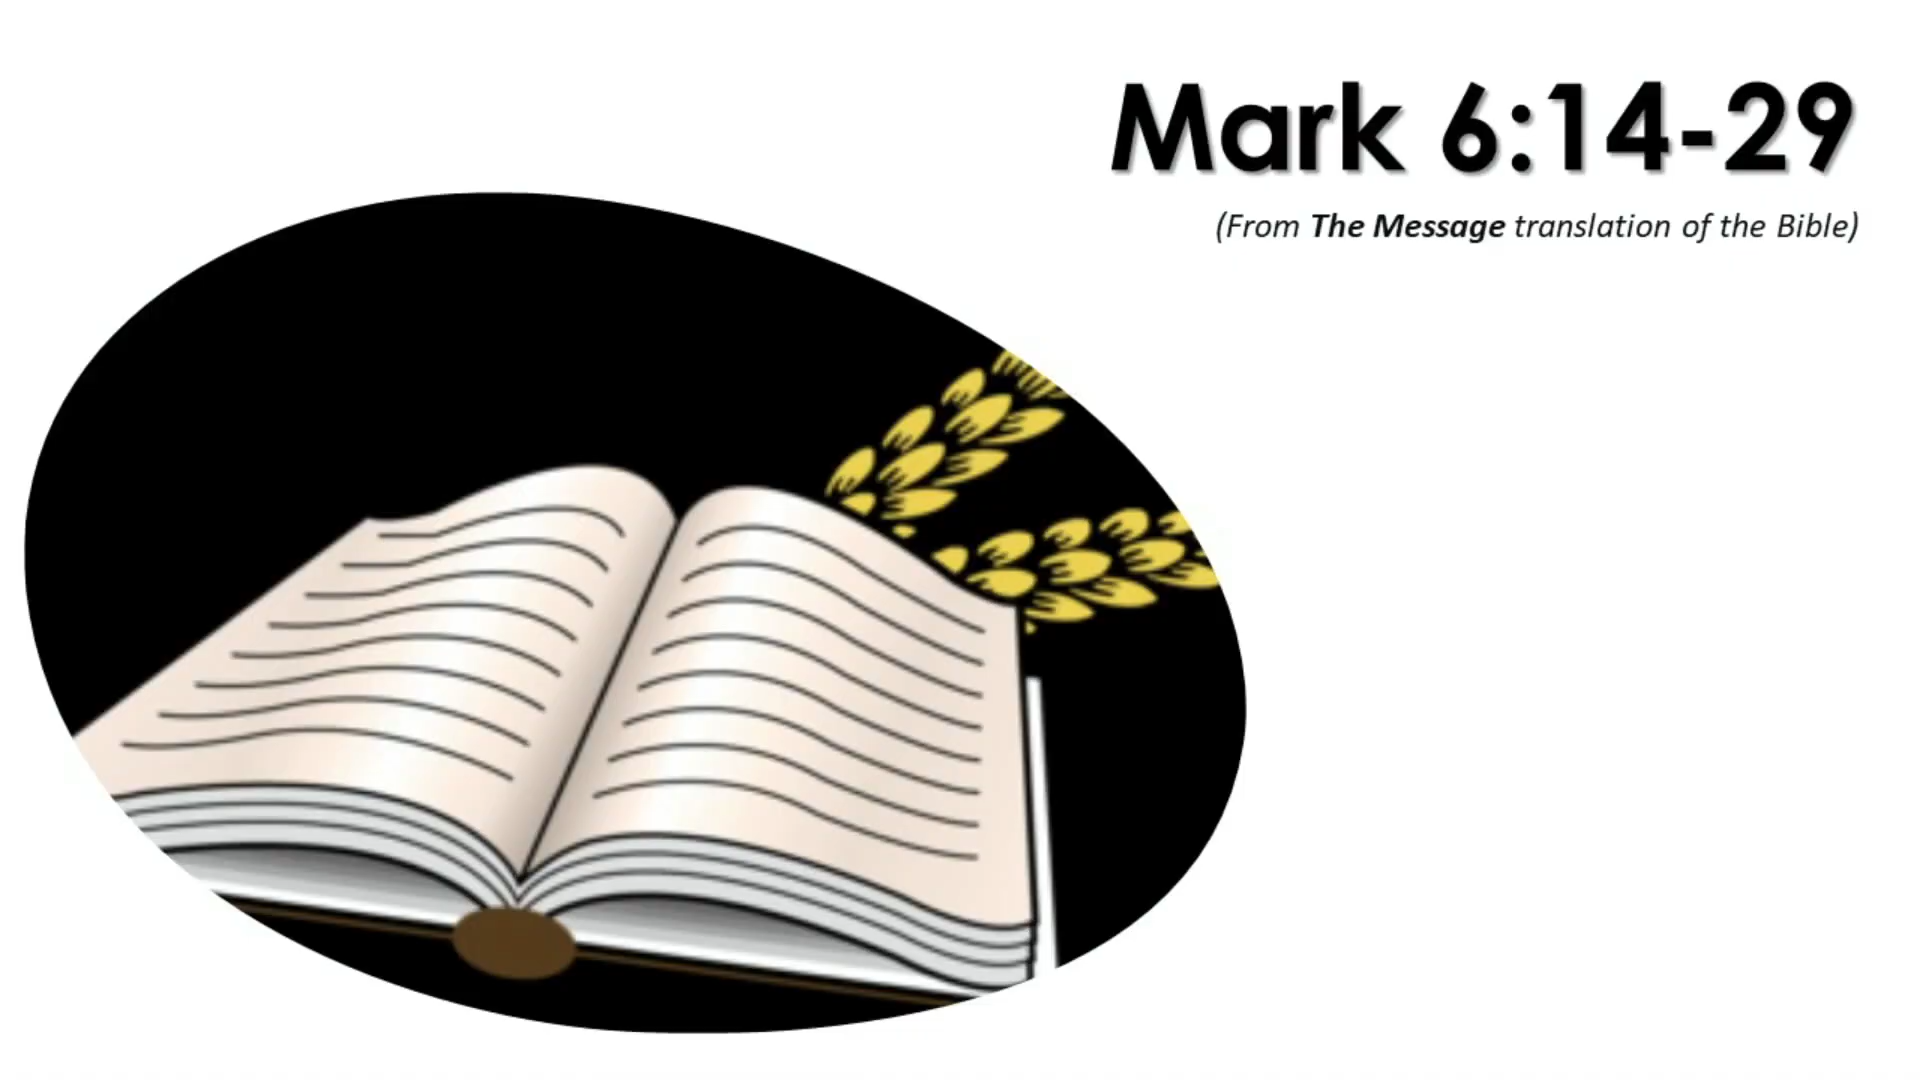 Mark 6:14-29
(From The Message translation of the Bible)